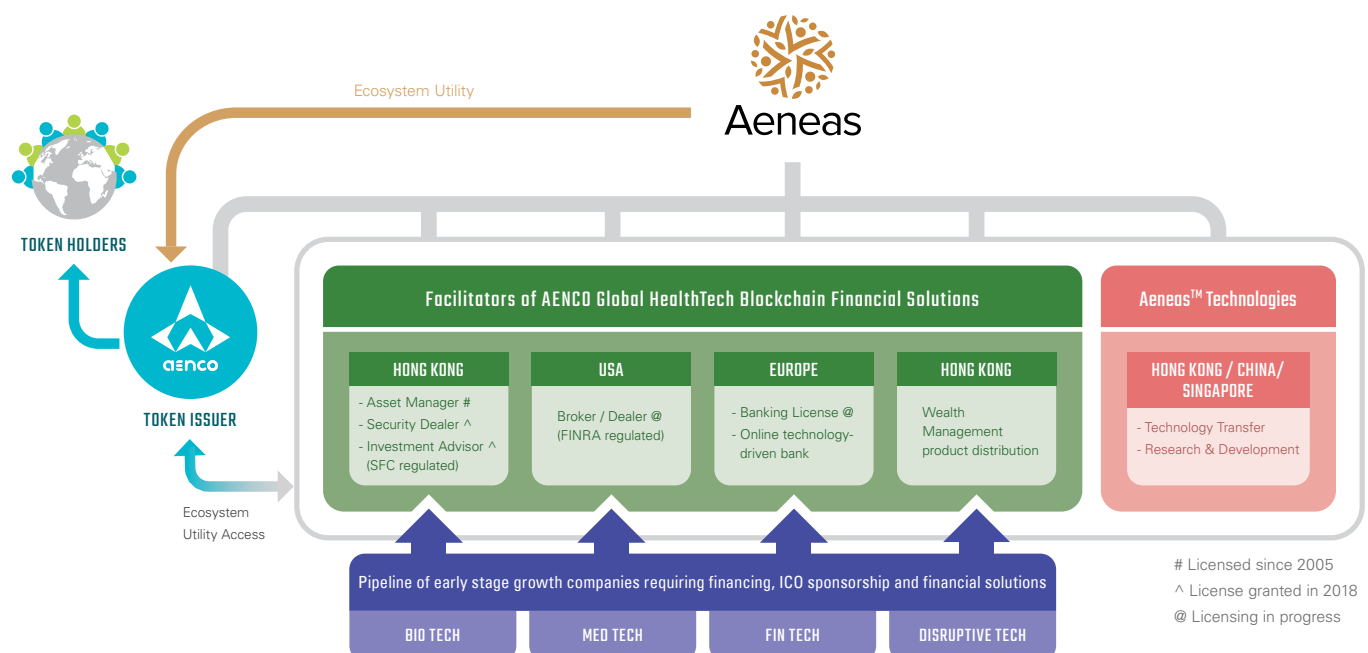 Ecosystem Utility
Aeneas
TOKEN HOLDERS
aenco
TOKEN ISSUER
Ecosystem
Utility Access
Facilitators of AENCO Global HealthTech Blockchain Financial Solutions
HONG KONG
- Asset Manager #
- Security Dealer ^
- Investment Advisor ^
(SFC regulated)
USA
Broker / Dealer @
(FINRA regulated)
EUROPE
- Banking License @
- Online technology-
driven bank
HONG KONG
Wealth
Management
product distribution
Aeneas™ Technologies
HONG KONG / CHINA/
SINGAPORE
- Technology Transfer
- Research & Development
Pipeline of early stage growth companies requiring financing, ICO sponsorship and financial solutions
BIO TECH
MED TECH
FIN TECH
DISRUPTIVE TECH
# Licensed since 2005
^ License granted in 2018
@ Licensing in progress